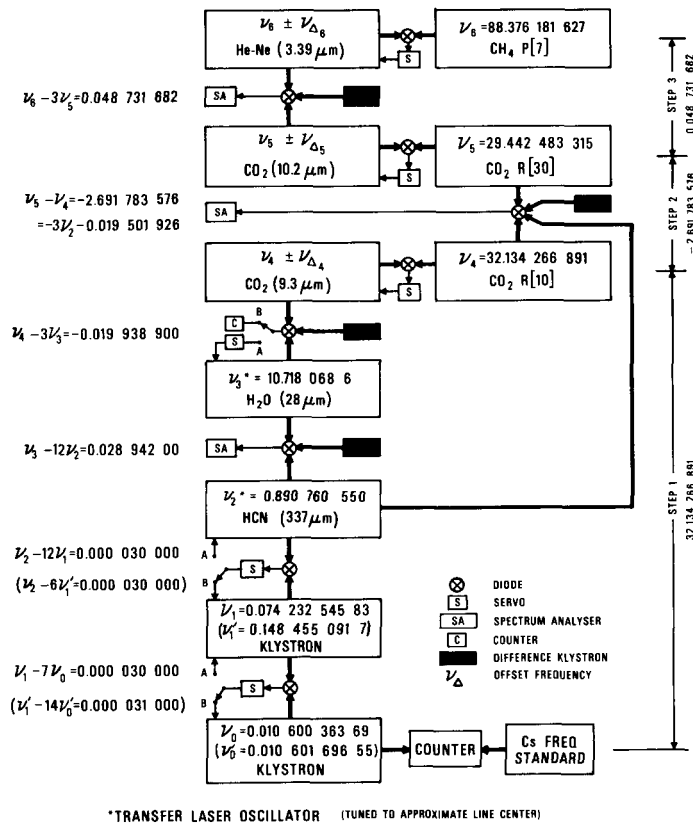 ν6 ± νΔ6
He-Ne (3.39 μm)
ν6=88.376 181 627
CH4 P[7]
S
ν6 −3ν5=0.048 731 882
SA
STEP 3
0.048 731 682
ν5 ± νΔ5
CO2 (10.2 μm)
ν5=29.442 483 315
CO2 R[30]
S
ν5−ν4=-2.691 783 576
=-3ν2-0.019 501 926
SA
STEP 2
-2.691 783 576
ν4 ± νΔ4
CO2 (9.3 μm)
ν4=32.134 266 891
CO2 R[10]
S
ν4 −3ν3=-0.019 938 900
C
B
S
A
ν3* = 10.718 068 6
H2O (28 μm)
ν3 −12ν2=0.028 942 00
SA
STEP 1
32.134 266 891
ν2* = 0.890 760 550
HCN (337μm)
ν2 −12ν1=0.000 030 000
A
(ν2 −6ν1'=0.000 030 000)
B
S
ν1=0.074 232 545 83
(ν1'=0.148 455 091 7)
KLYSTRON
DIODE
S SERVO
SA SPECTRUM ANALYSER
C COUNTER
DIFFERENCE KLYSTRON
νΔ OFFSET FREQUENCY
ν1 −7ν0 =0.000 030 000
A
(ν1' −14ν0'=0.000 031 000)
B
S
ν0=0.010 600 363 69
(ν0'=0.010 601 696 55)
KLYSTRON
COUNTER
Cs FREQ
STANDARD
*TRANSFER LASER OSCILLATOR (TUNED TO APPROXIMATE LINE CENTER)